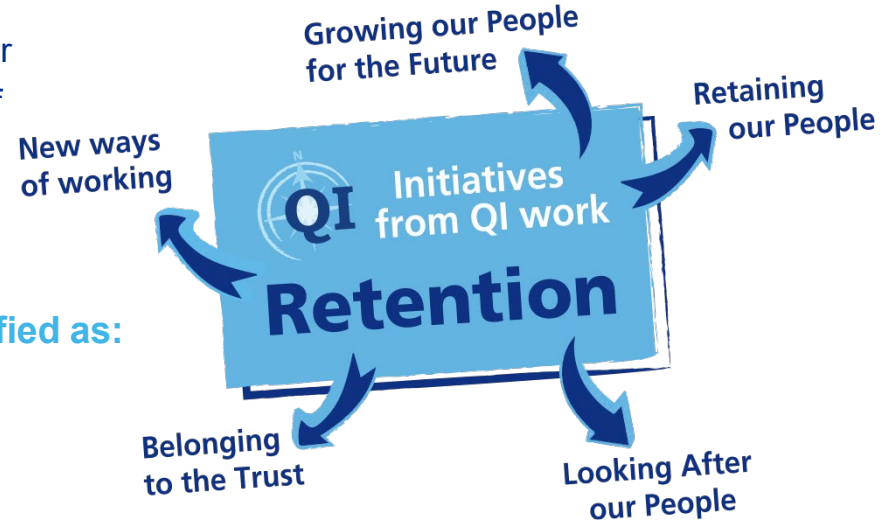 r
f
fied as:
Growing our People
for the Future
Retaining
our People
New ways
of working
N
QI
Initiatives
from QI work
Retention
Belonging
to the Trust
Looking After
our People